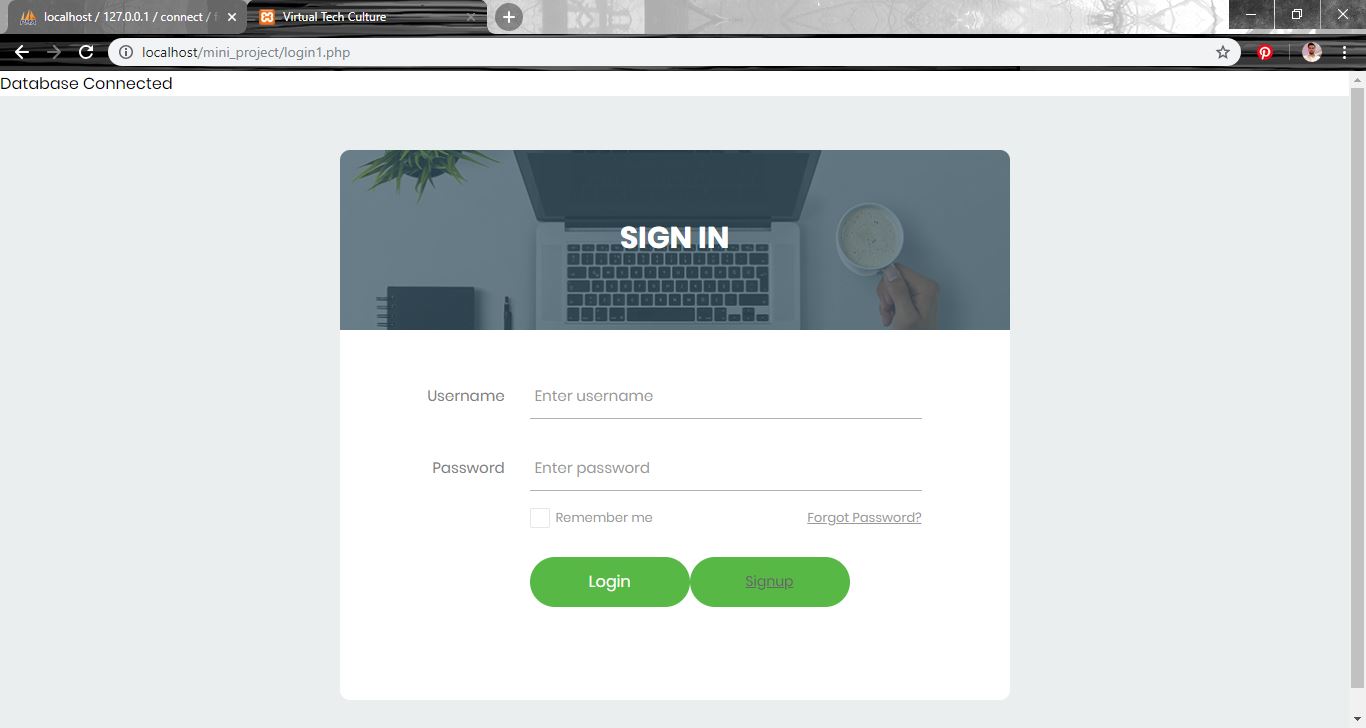 localhost / 127.0.0.1 / connect / f
Virtual Tech Culture
localhost/mini_project/login1.php
Database Connected
SIGN IN
Username Enter username
Password Enter password
Remember me Forgot Password?
Login Signup